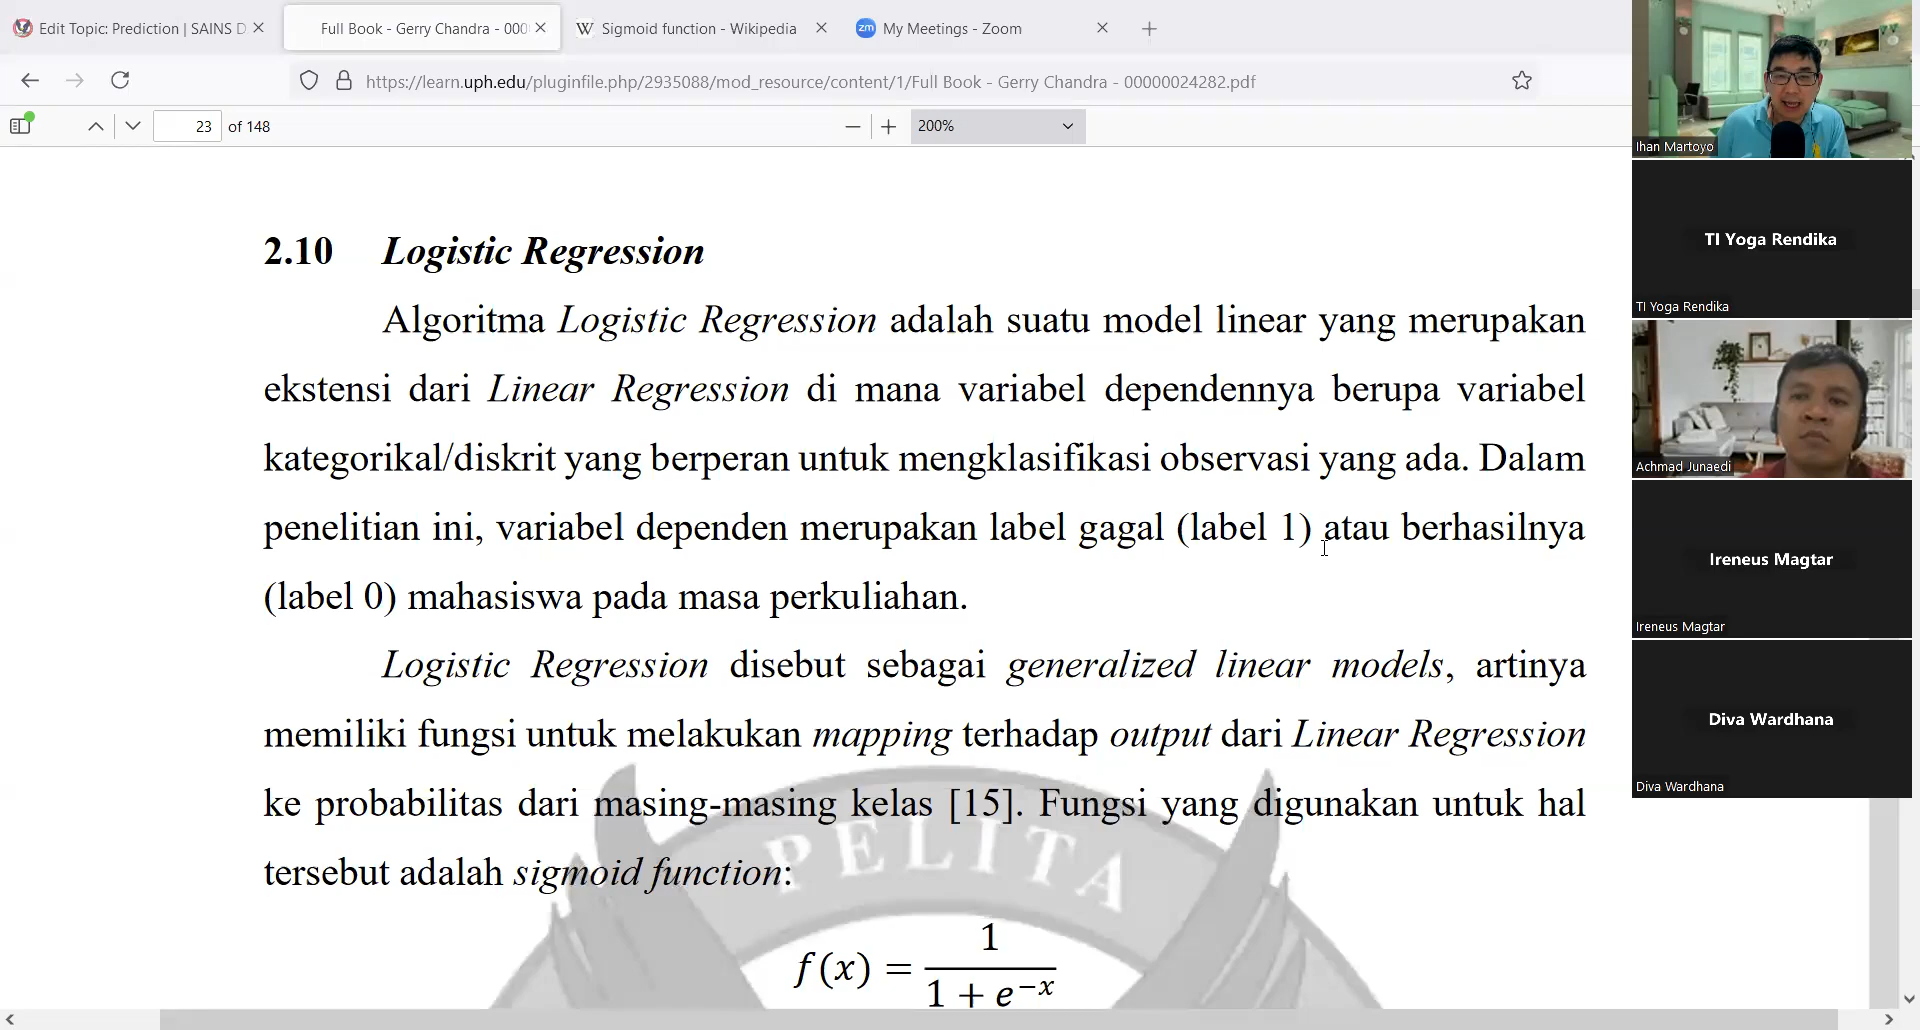 Edit Topic: Prediction | SAINS D
Full Book - Gerry Chandra - 000
Sigmoid function - Wikipedia
zm My Meetings - Zoom
https://learn.uph.edu/pluginfile.php/2935088/mod_resource/content/1/Full Book - Gerry Chandra - 00000024282.pdf
23 of 148
200%
2.10 Logistic Regression
Algoritma Logistic Regression adalah suatu model linear yang merupakan
ekstensi dari Linear Regression di mana variabel dependennya berupa variabel
kategorikal/diskrit yang berperan untuk mengklasifikasi observasi yang ada. Dalam
penelitian ini, variabel dependen merupakan label gagal (label 1) atau berhasilnya
(label 0) mahasiswa pada masa perkuliahan.
Logistic Regression disebut sebagai generalized linear models, artinya
memiliki fungsi untuk melakukan mapping terhadap output dari Linear Regression
ke probabilitas dari masing-masing kelas [15]. Fungsi yang digunakan untuk hal
tersebut adalah sigmoid function:
PELITA
f(x) = 1 / (1 + e^−x)
Ihan Martoyo
TI Yoga Rendika
TI Yoga Rendika
Achmad Junaedi
Ireneus Magtar
Ireneus Magtar
Diva Wardhana
Diva Wardhana